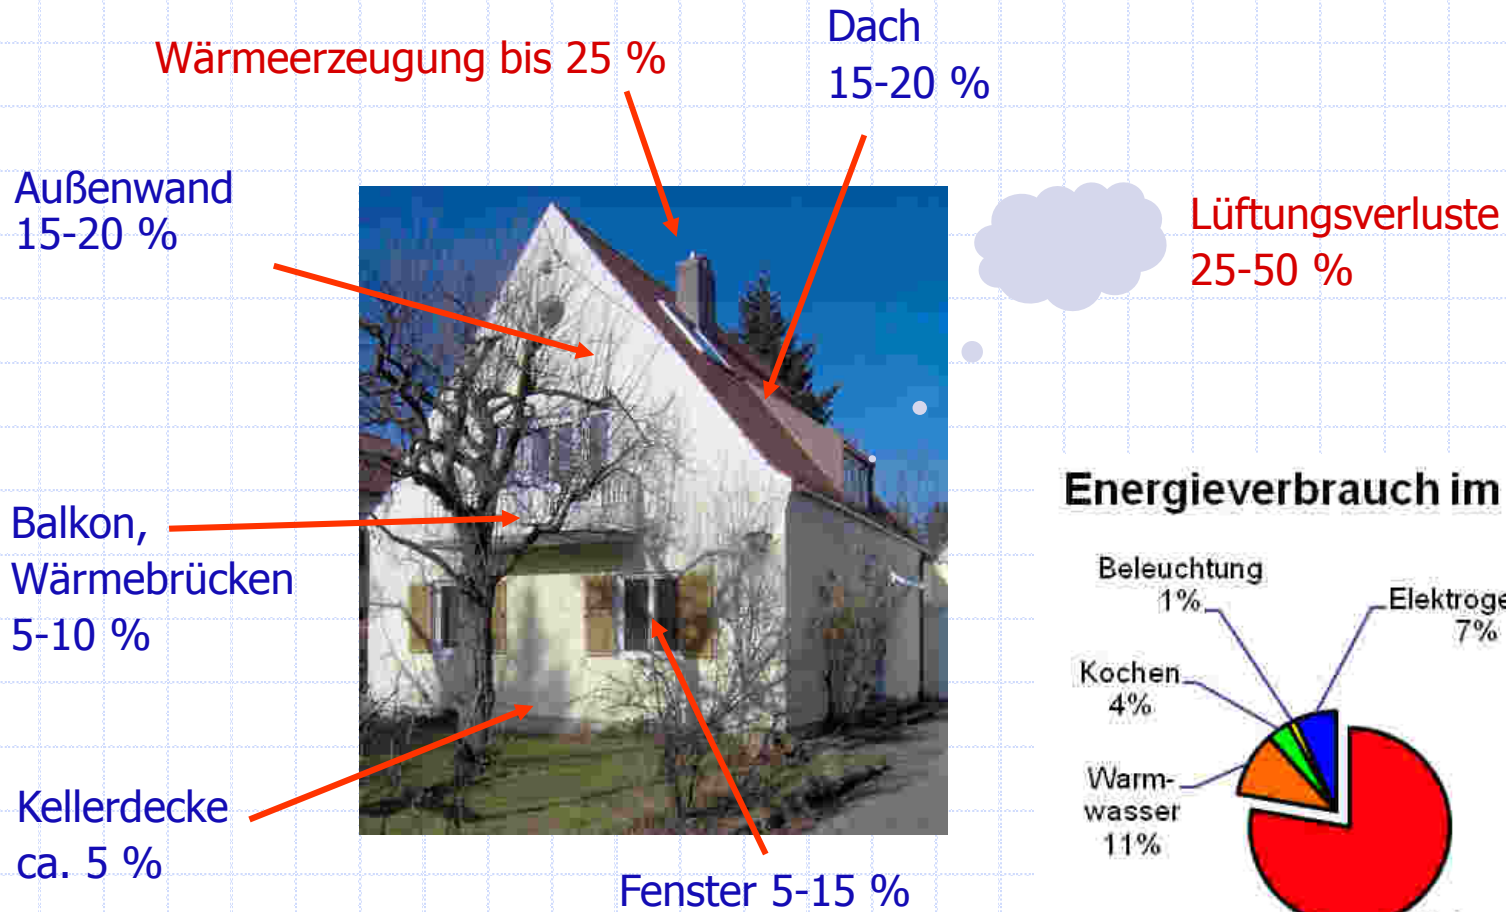 Wärmeerzeugung bis 25 %
Dach
15-20 %
Außenwand
15-20 %
Lüftungsverluste
25-50 %
Balkon,
Wärmebrücken
5-10 %
Kellerdecke
ca. 5 %
Fenster 5-15 %
Energieverbrauch im
Beleuchtung
1%
Elektroge
7%
Kochen
4%
Warm-
wasser
11%